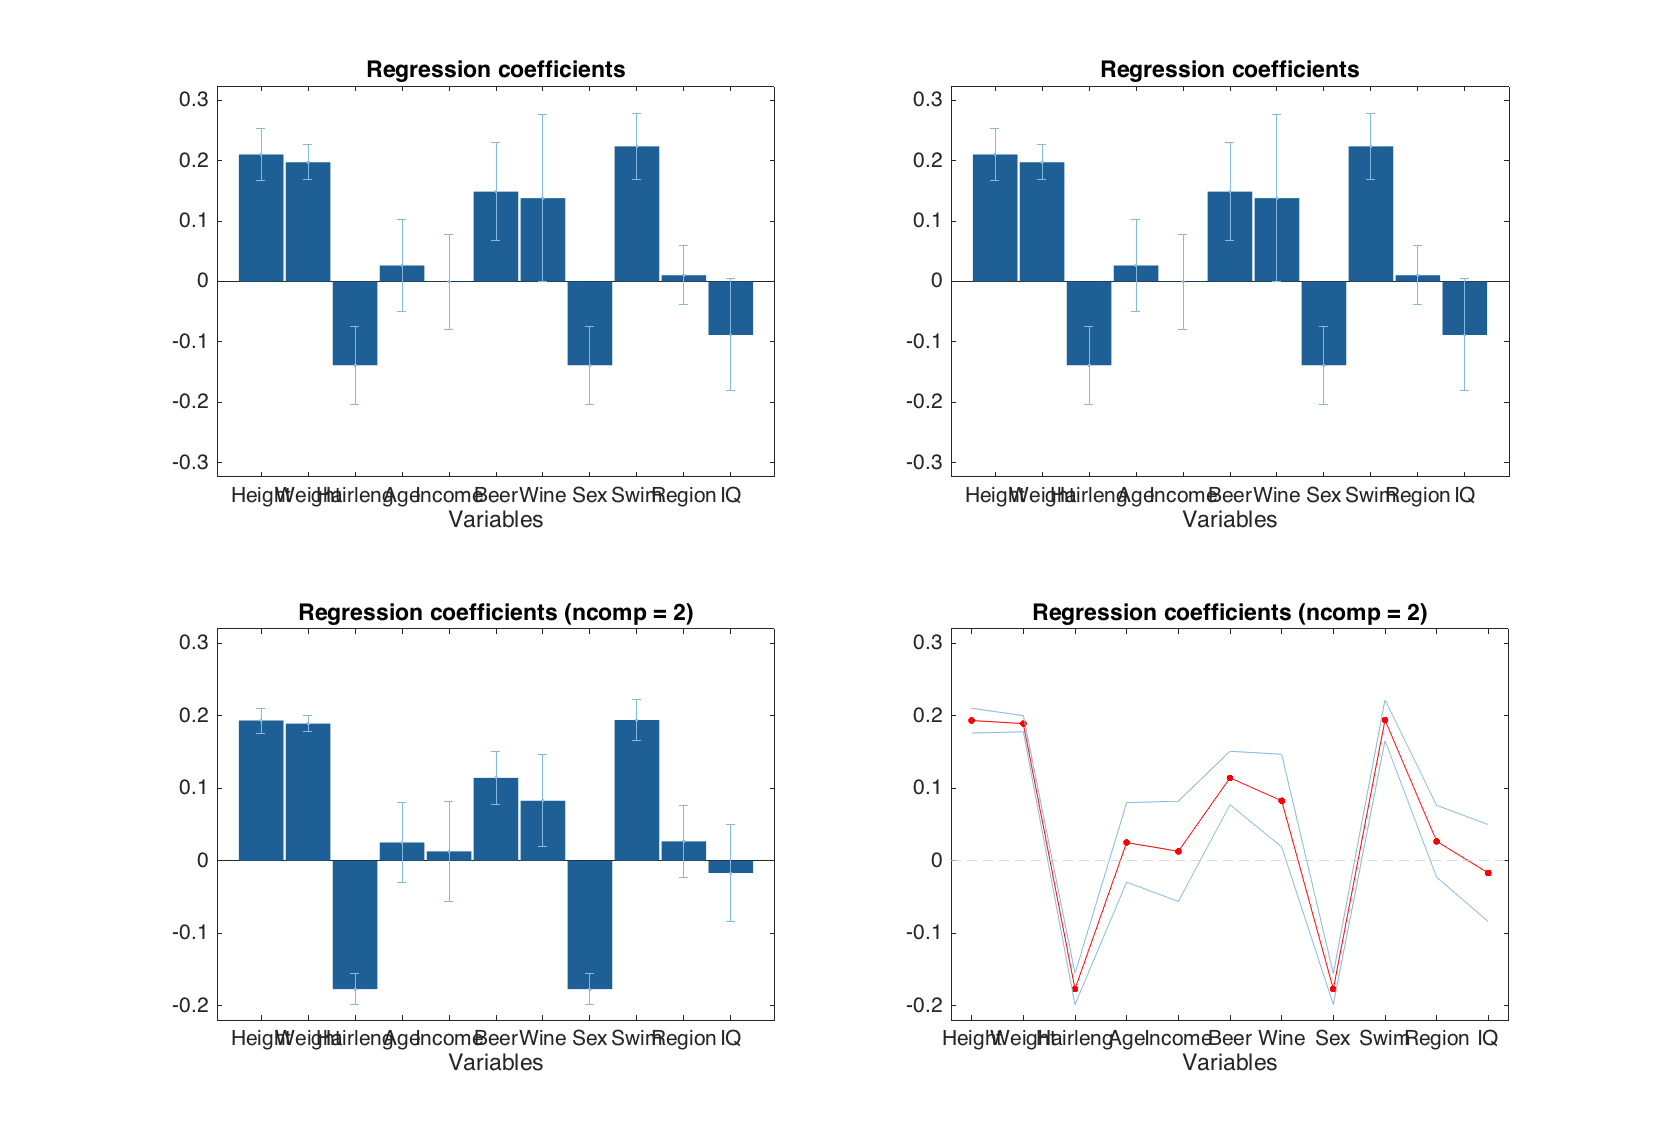 Regression coefficients
0.3
0.2
0.1
0
-0.1
-0.2
-0.3
Height Weight Hairleng Age Income Beer Wine Sex Swim Region IQ
Variables
Regression coefficients
0.3
0.2
0.1
0
-0.1
-0.2
-0.3
Height Weight Hairleng Age Income Beer Wine Sex Swim Region IQ
Variables
Regression coefficients (ncomp = 2)
0.3
0.2
0.1
0
-0.1
-0.2
Height Weight Hairleng Age Income Beer Wine Sex Swim Region IQ
Variables
Regression coefficients (ncomp = 2)
0.3
0.2
0.1
0
-0.1
-0.2
Height Weight Hairleng Age Income Beer Wine Sex Swim Region IQ
Variables